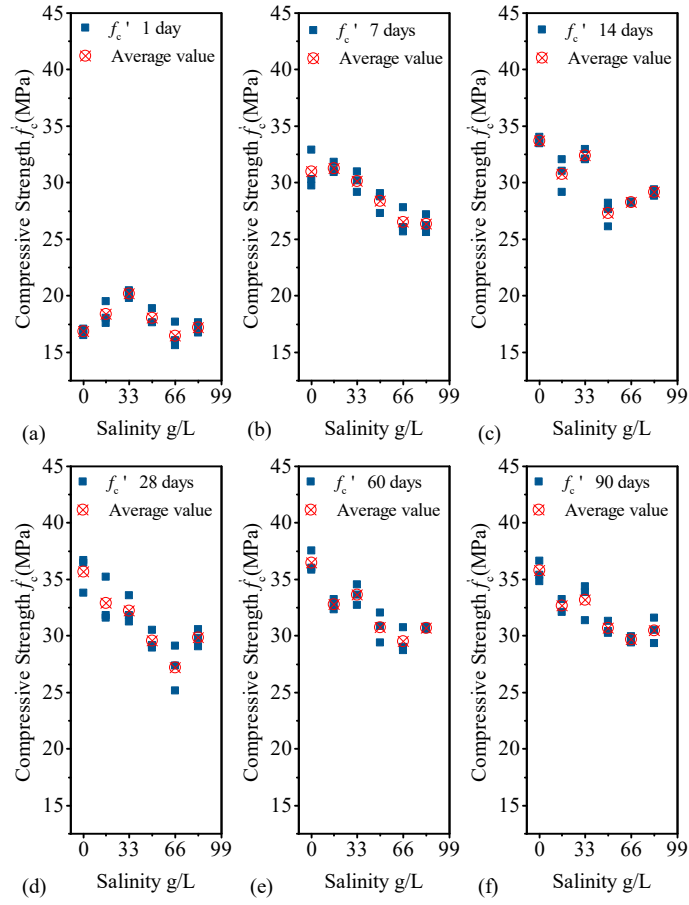 45
40
35
30
25
20
15
f c ' 1 day
Average value
Compressive Strength f c ' (MPa)
0 33 66 99
(a) Salinity g/L
45
40
35
30
25
20
15
f c ' 7 days
Average value
Compressive Strength f c ' (MPa)
0 33 66 99
(b) Salinity g/L
45
40
35
30
25
20
15
f c ' 14 days
Average value
Compressive Strength f c ' (MPa)
0 33 66 99
(c) Salinity g/L
45
40
35
30
25
20
15
f c ' 28 days
Average value
Compressive Strength f c ' (MPa)
0 33 66 99
(d) Salinity g/L
45
40
35
30
25
20
15
f c ' 60 days
Average value
Compressive Strength f c ' (MPa)
0 33 66 99
(e) Salinity g/L
45
40
35
30
25
20
15
f c ' 90 days
Average value
Compressive Strength f c ' (MPa)
0 33 66 99
(f) Salinity g/L